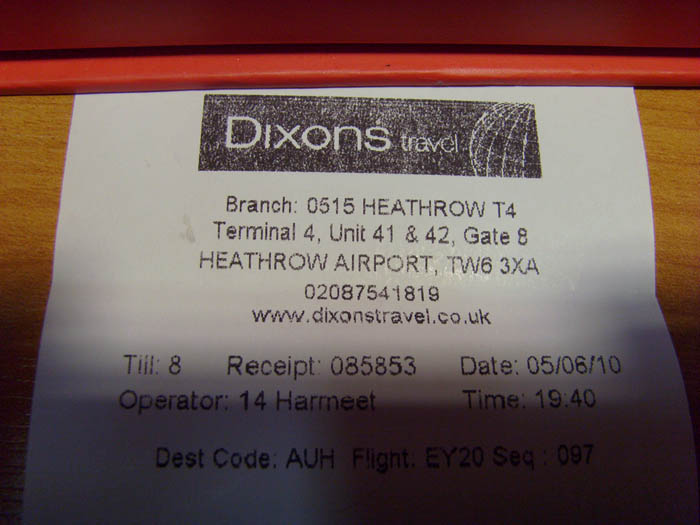 Dixons travel
Branch: 0515 HEATHROW T4
Terminal 4, Unit 41 & 42, Gate 8
HEATHROW AIRPORT, TW6 3XA
02087541819
www.dixonstravel.co.uk
Till: 8 Receipt: 085853 Date: 05/06/10
Operator: 14 Harmeet Time: 19:40
Dest Code: AUH Flight: EY20 Seq : 097